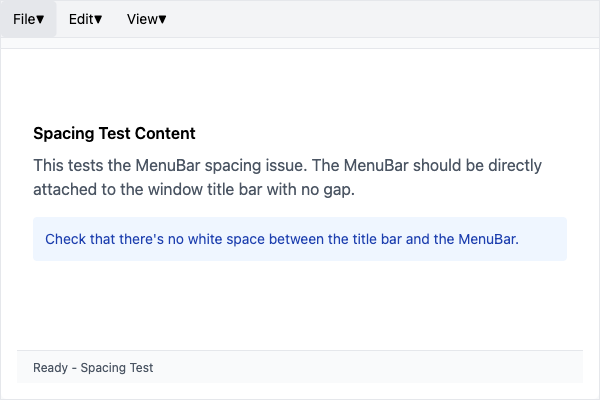 File▾ Edit▾ View▾
Spacing Test Content
This tests the MenuBar spacing issue. The MenuBar should be directly
attached to the window title bar with no gap.
Check that there's no white space between the title bar and the MenuBar.
Ready - Spacing Test